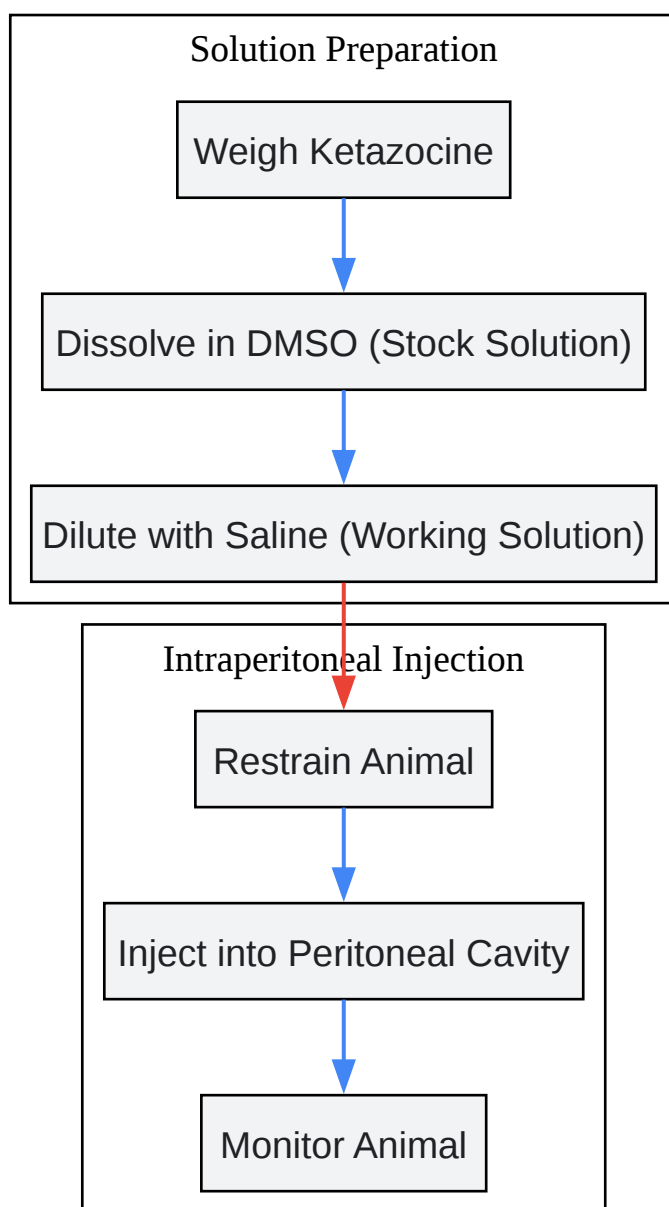 Solution Preparation
Weigh Ketazocine
Dissolve in DMSO (Stock Solution)
Dilute with Saline (Working Solution)
Intraperitoneal Injection
Restrain Animal
Inject into Peritoneal Cavity
Monitor Animal